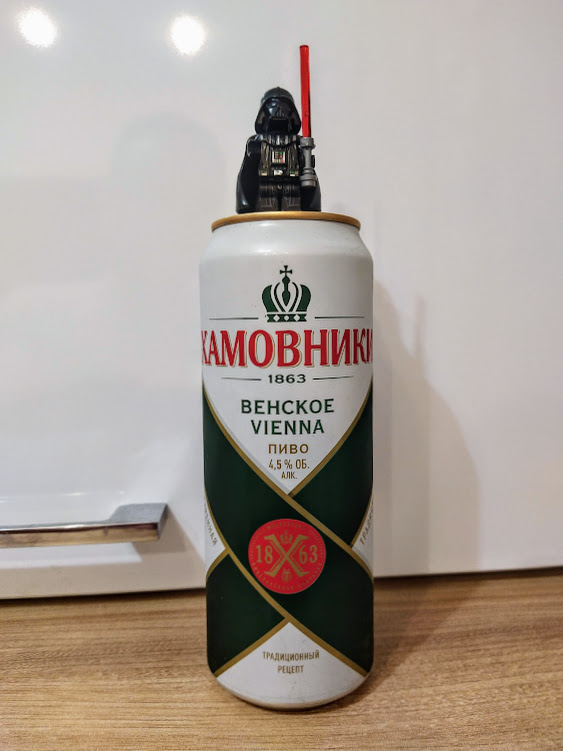 ХАМОВНИКИ
1863
ВЕНСКОЕ
VIENNA
ПИВО
4,5 % ОБ.
АЛК.
18 Х 63
ТРАДИЦИОННЫЙ
РЕЦЕПТ